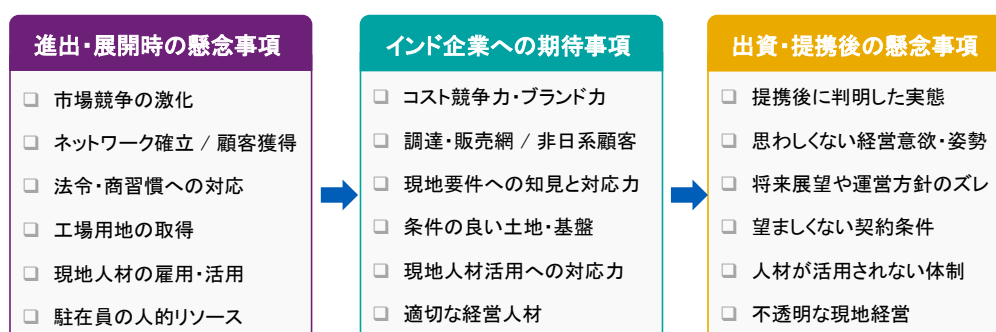 進出・展開時の懸念事項
❑ 市場競争の激化
❑ ネットワーク確立 / 顧客獲得
❑ 法令・商習慣への対応
❑ 工場用地の取得
❑ 現地人材の雇用・活用
❑ 駐在員の人的リソース
インド企業への期待事項
❑ コスト競争力・ブランド力
❑ 調達・販売網 / 非日系顧客
❑ 現地要件への知見と対応力
❑ 条件の良い土地・基盤
❑ 現地人材活用への対応力
❑ 適切な経営人材
出資・提携後の懸念事項
❑ 提携後に判明した実態
❑ 思わしくない経営意欲・姿勢
❑ 将来展望や運営方針のズレ
❑ 望ましくない契約条件
❑ 人材が活用されない体制
❑ 不透明な現地経営